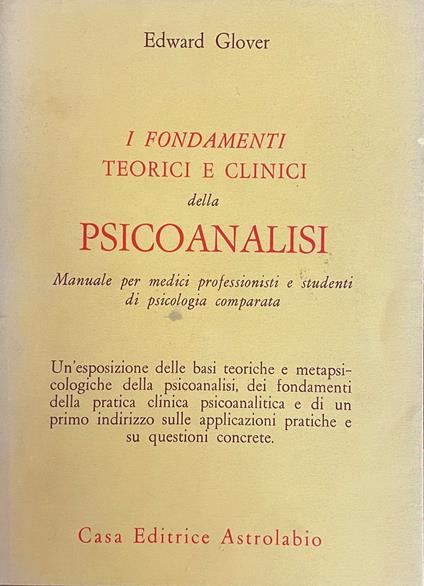 Edward Glover
I FONDAMENTI
TEORICI E CLINICI
della
PSICOANALISI
Manuale per medici professionisti e studenti
di psicologia comparata
Un'esposizione delle basi teoriche e metapsi-
cologiche della psicoanalisi, dei fondamenti
della pratica clinica psicoanalitica e di un
primo indirizzo sulle applicazioni pratiche e
su questioni concrete.
Casa Editrice Astrolabio